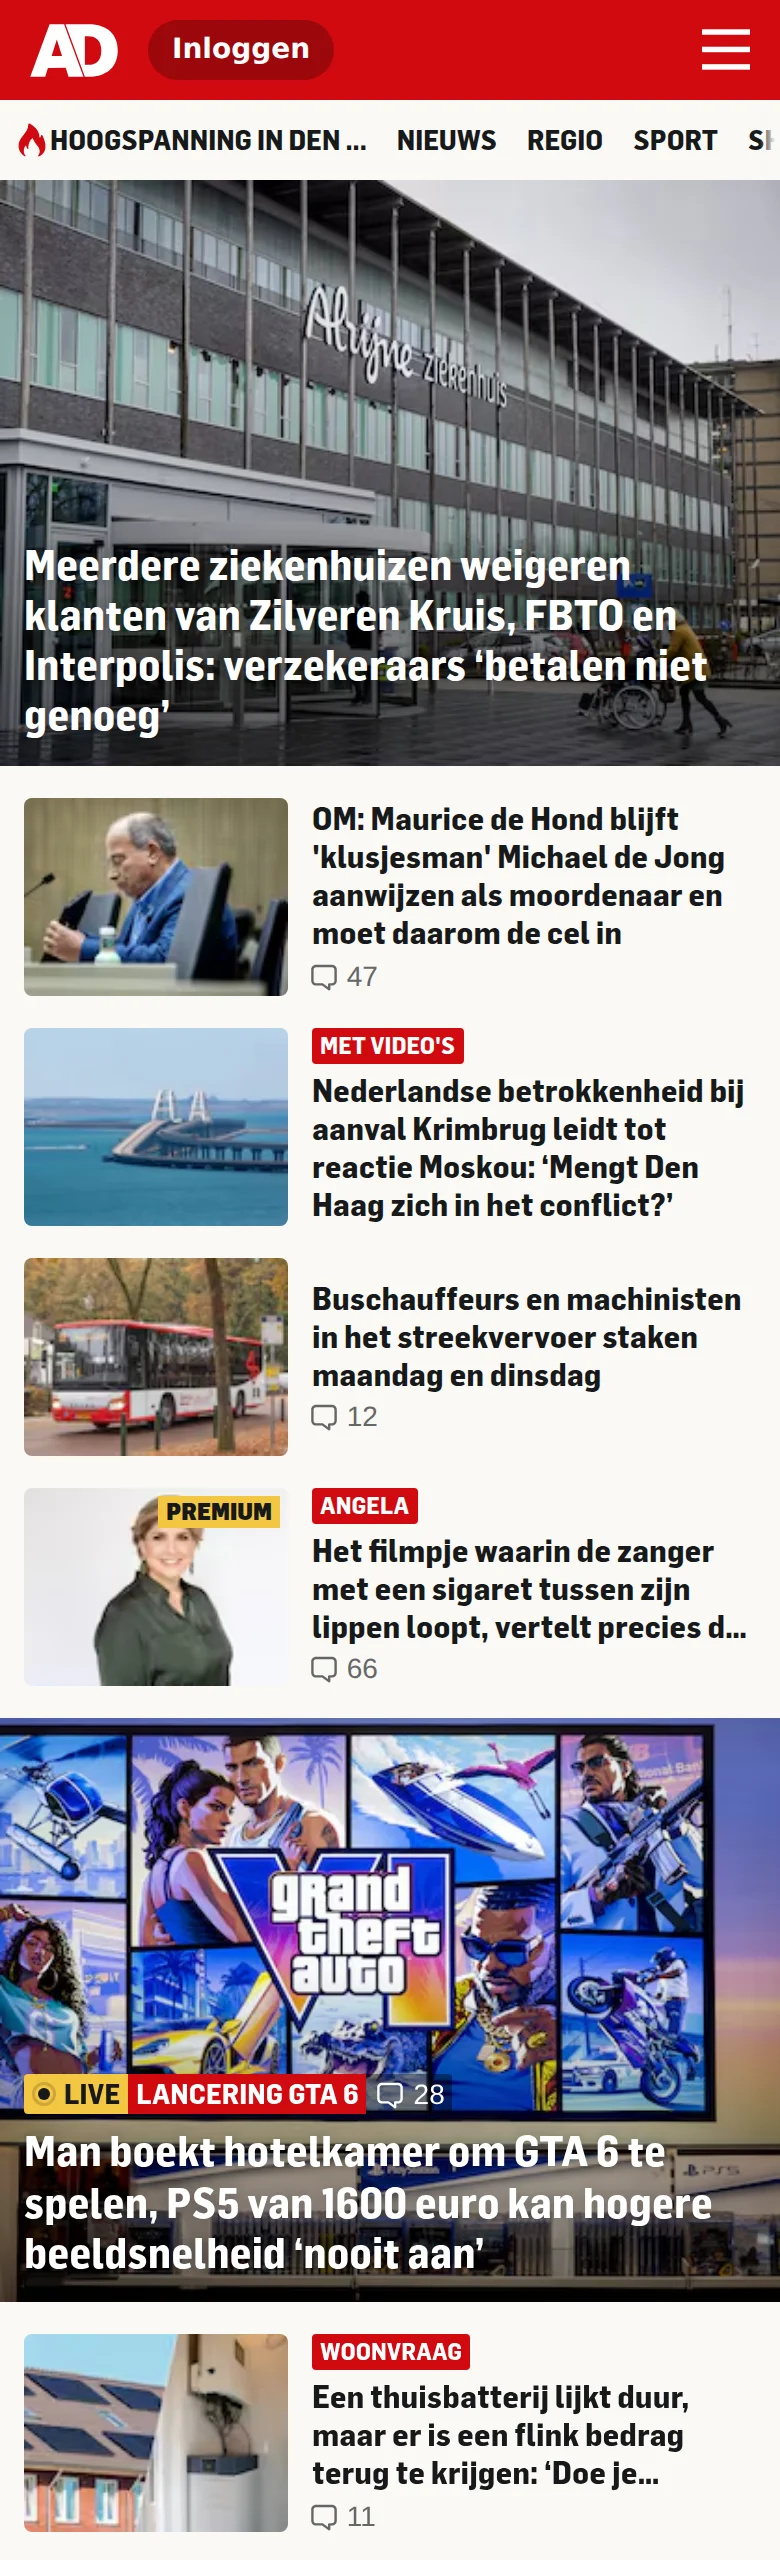 AD Inloggen
HOOGSPANNING IN DEN ... NIEUWS REGIO SPORT
Alrijne ziekenhuis
Meerdere ziekenhuizen weigeren
klanten van Zilveren Kruis, FBTO en
Interpolis: verzekeraars ‘betalen niet
genoeg’
OM: Maurice de Hond blijft
'klusjesman' Michael de Jong
aanwijzen als moordenaar en
moet daarom de cel in
47
MET VIDEO'S
Nederlandse betrokkenheid bij
aanval Krimbrug leidt tot
reactie Moskou: ‘Mengt Den
Haag zich in het conflict?’
Buschauffeurs en machinisten
in het streekvervoer staken
maandag en dinsdag
12
PREMIUM
ANGELA
Het filmpje waarin de zanger
met een sigaret tussen zijn
lippen loopt, vertelt precies d...
66
VI
grand
theft
auto
LIVE LANCERING GTA 6 28
Man boekt hotelkamer om GTA 6 te
spelen, PS5 van 1600 euro kan hogere
beeldsnelheid ‘nooit aan’
PS5
WOONVRAAG
Een thuisbatterij lijkt duur,
maar er is een flink bedrag
terug te krijgen: ‘Doe je...
11